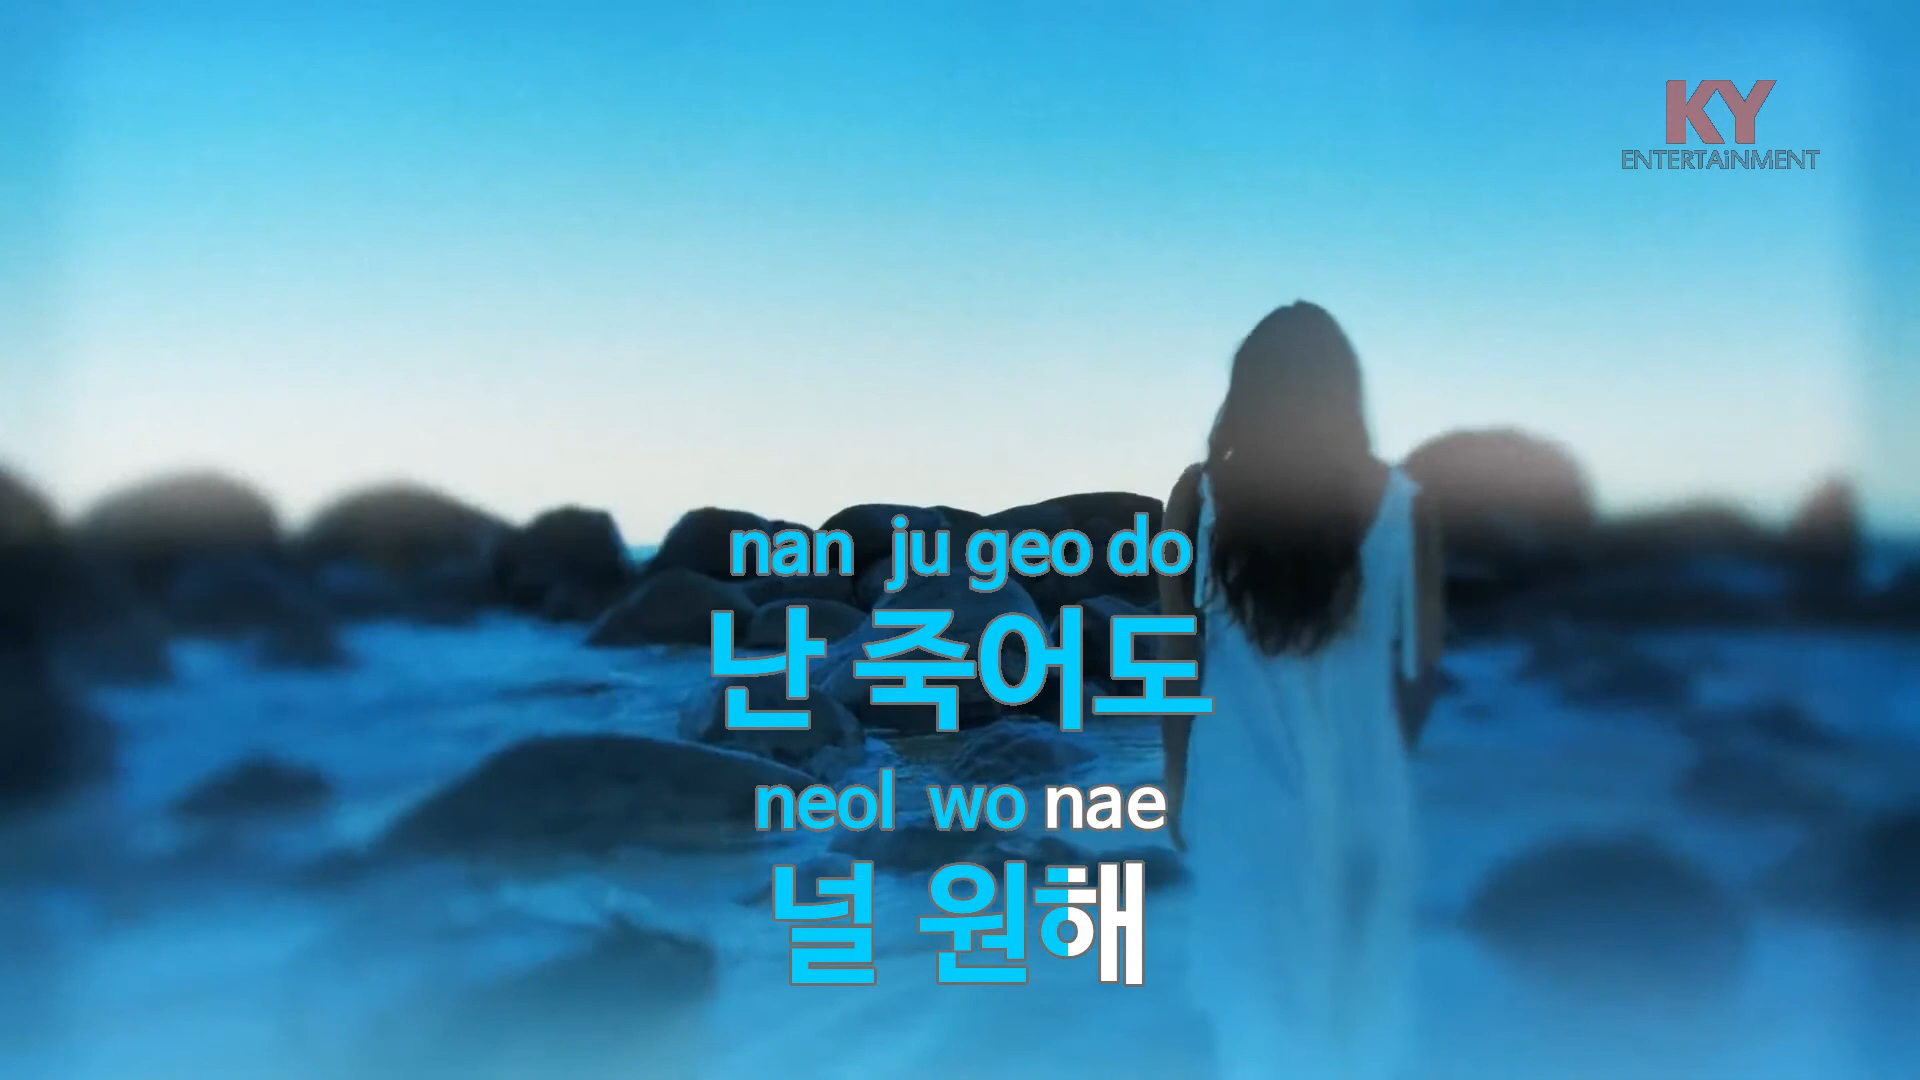 KY
ENTERTAiNMENT
nan ju geo do
난 죽어도
neol wo nae
널 원해